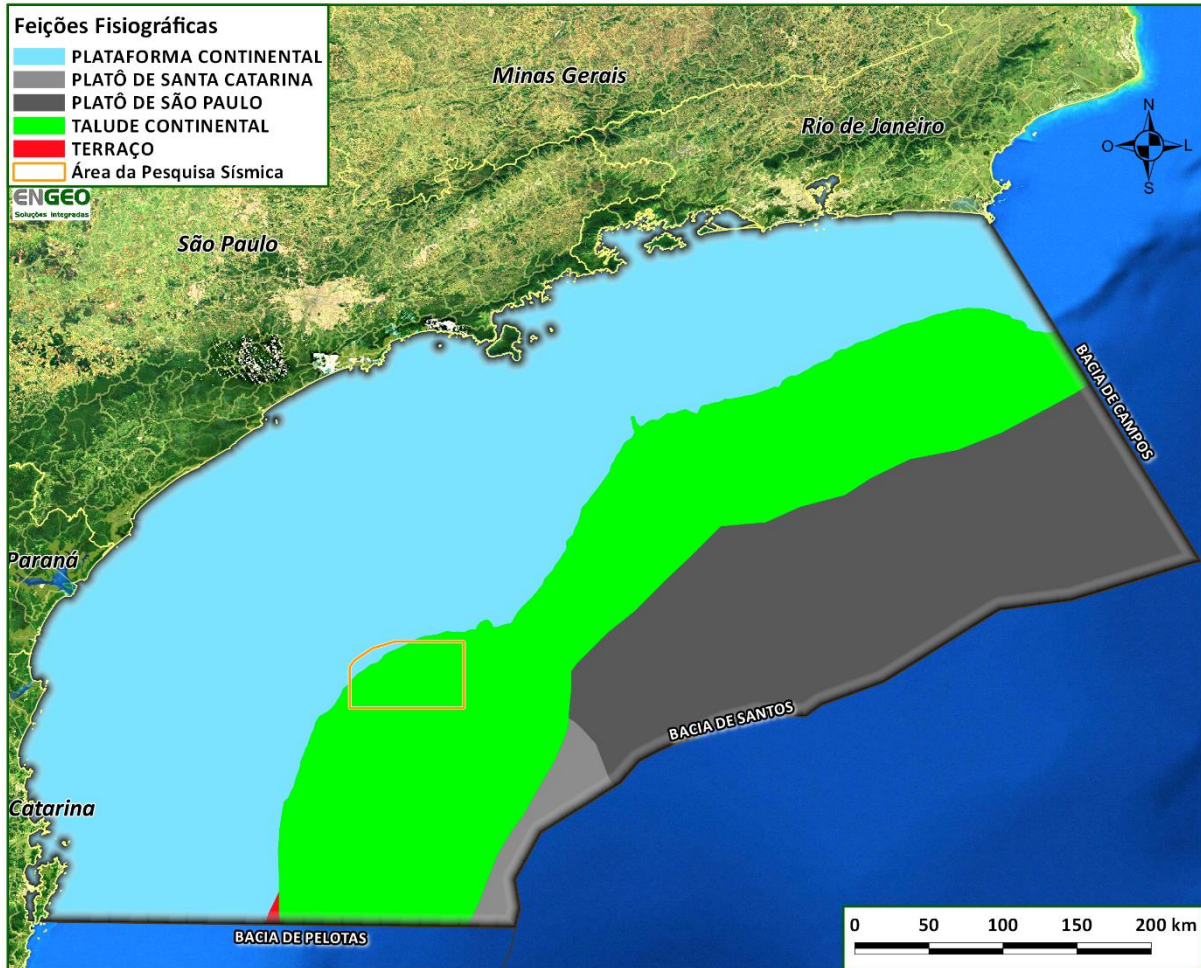 Feições Fisiográficas
PLATAFORMA CONTINENTAL
PLATÔ DE SANTA CATARINA
PLATÔ DE SÃO PAULO
TALUDE CONTINENTAL
TERRAÇO
Área da Pesquisa Sísmica
ENGEO
Soluções Integradas
Minas Gerais
Rio de Janeiro
N
O
L
S
São Paulo
BACIA DE CAMPOS
Paraná
BACIA DE SANTOS
Catarina
BACIA DE PELOTAS
0 50 100 150 200 km